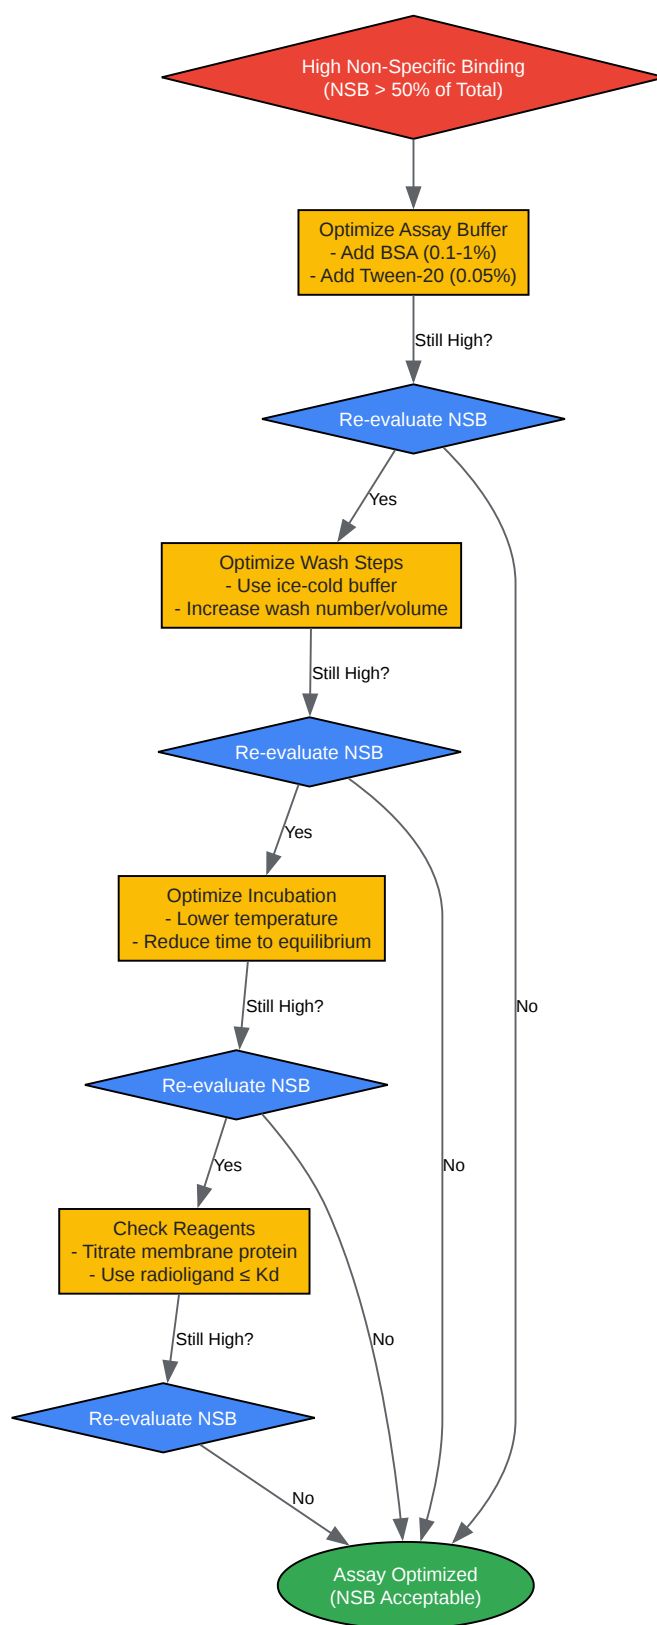 High Non-Specific Binding
(NSB > 50% of Total)
Optimize Assay Buffer
- Add BSA (0.1-1%)
- Add Tween-20 (0.05%)
Still High?
Re-evaluate NSB
Yes
Optimize Wash Steps
- Use ice-cold buffer
- Increase wash number/volume
Still High?
Re-evaluate NSB
Yes
Optimize Incubation
- Lower temperature
- Reduce time to equilibrium
Still High?
No
Re-evaluate NSB
Yes
No
Check Reagents
- Titrate membrane protein
- Use radioligand ≤ Kd
Still High?
No
Re-evaluate NSB
No
Assay Optimized
(NSB Acceptable)